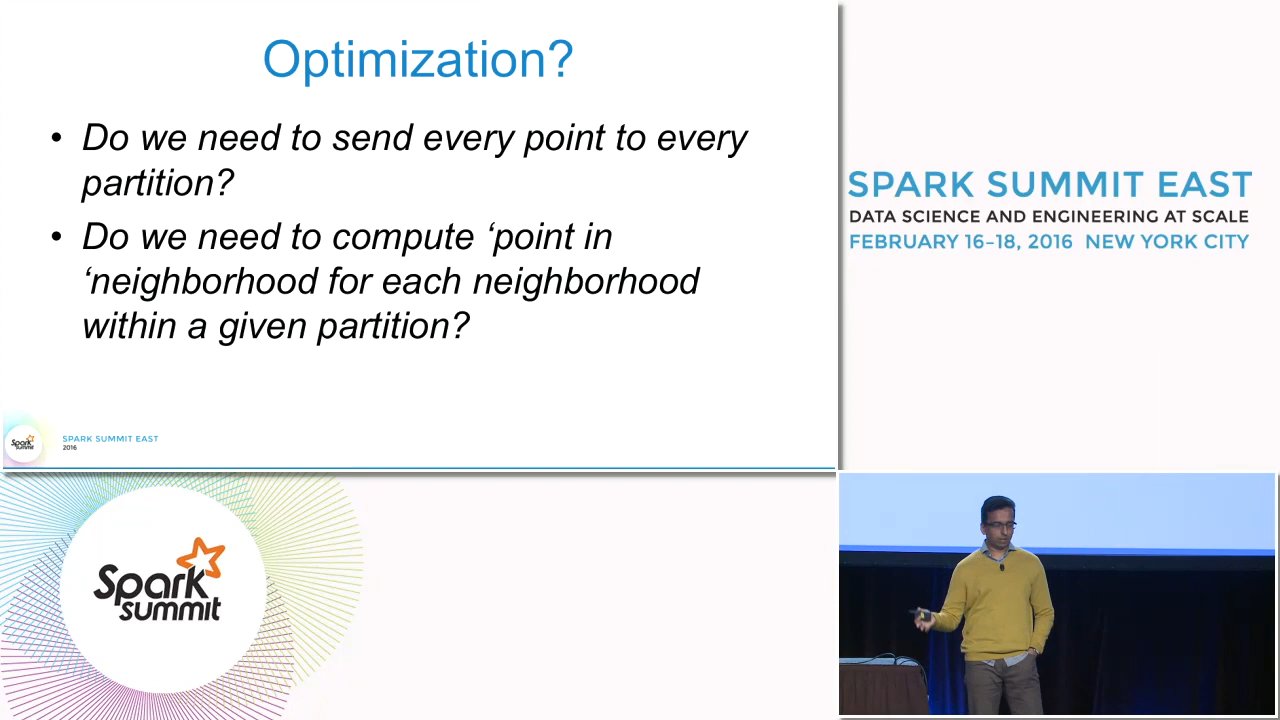 Optimization?
• Do we need to send every point to every
partition?
• Do we need to compute ‘point in
‘neighborhood for each neighborhood
within a given partition?
Spark
summit
SPARK SUMMIT EAST
2016
SPARK SUMMIT EAST
DATA SCIENCE AND ENGINEERING AT SCALE
FEBRUARY 16–18, 2016 NEW YORK CITY
Spark
summit